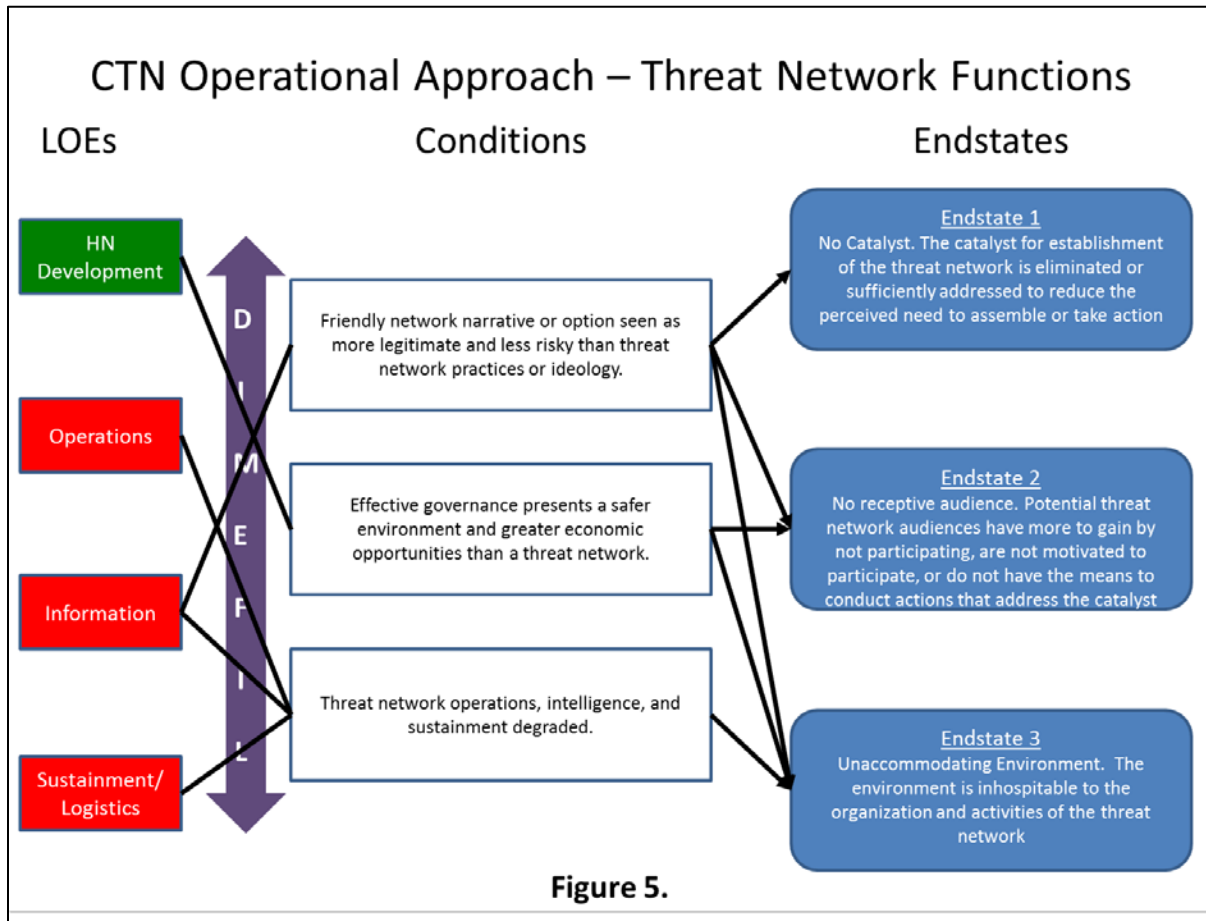 CTN Operational Approach – Threat Network Functions
LOEs
Conditions
Endstates
HN
Development
Operations
Information
Sustainment/
Logistics
D
I
M
E
F
I
L
Friendly network narrative or option seen as
more legitimate and less risky than threat
network practices or ideology.
Effective governance presents a safer
environment and greater economic
opportunities than a threat network.
Threat network operations, intelligence, and
sustainment degraded.
Endstate 1
No Catalyst. The catalyst for establishment
of the threat network is eliminated or
sufficiently addressed to reduce the
perceived need to assemble or take action
Endstate 2
No receptive audience. Potential threat
network audiences have more to gain by
not participating, are not motivated to
participate, or do not have the means to
conduct actions that address the catalyst
Endstate 3
Unaccommodating Environment. The
environment is inhospitable to the
organization and activities of the threat
network
Figure 5.